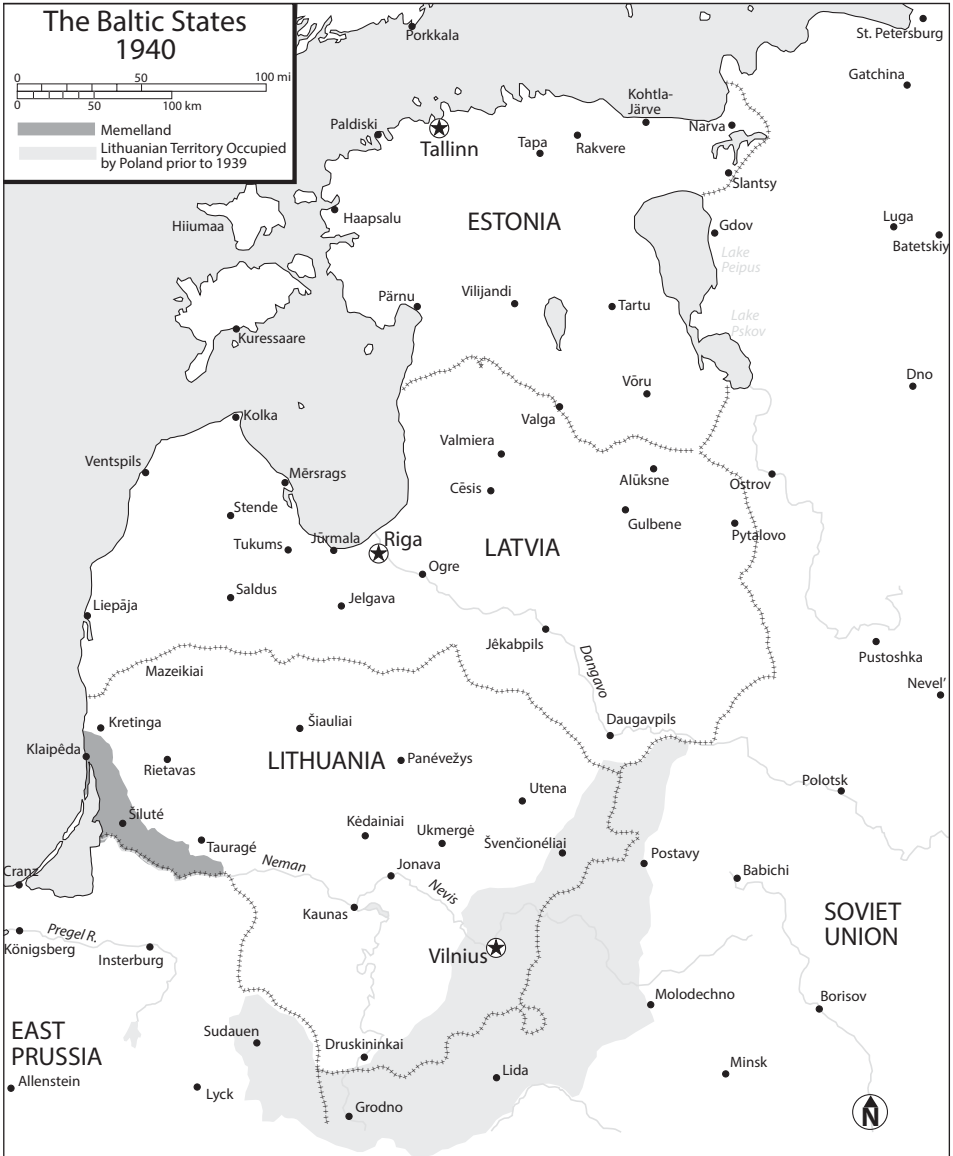 The Baltic States
1940
0 50 100 mi
0 50 100 km
Memelland
Lithuanian Territory Occupied
by Poland prior to 1939
Porkkala
St. Petersburg
Gatchina
Kohtla-
Järve
Narva
Paldiski
Tallinn
Tapa
Rakvere
Slantsy
Hiiumaa
Haapsalu
ESTONIA
Gdov
Luga
Batetskiy
Lake
Peipus
Pärnu
Vilijandi
Tartu
Lake
Pskov
Kuressaare
Dno
Võru
Valga
Kolka
Valmiera
Ventspils
Mērsrags
Alūksne
Ostrov
Cēsis
Stende
Gulbene
Pytalovo
Tukums
Jūrmala
Riga
LATVIA
Ogre
Saldus
Jelgava
Liepāja
Jêkabpils
Dangavo
Pustoshka
Mazeikiai
Nevel'
Kretinga
Šiauliai
Daugavpils
Klaipêda
Rietavas
LITHUANIA
Panévežys
Polotsk
Utena
Šiluté
Kėdainiai
Ukmergė
Tauragé
Švenčionéliai
Postavy
Neman
Jonava
Babichi
Cranz
Nevis
Kaunas
SOVIET
UNION
Pregel R.
Königsberg
Insterburg
Vilnius
Molodechno
Borisov
EAST
PRUSSIA
Sudauen
Druskininkai
Minsk
Allenstein
Lida
Lyck
Grodno
N